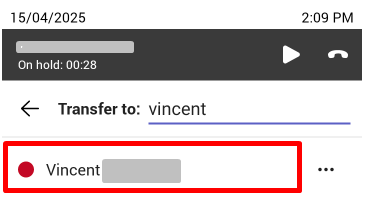 15/04/2025 2:09 PM
On hold: 00:28
Transfer to: vincent
Vincent